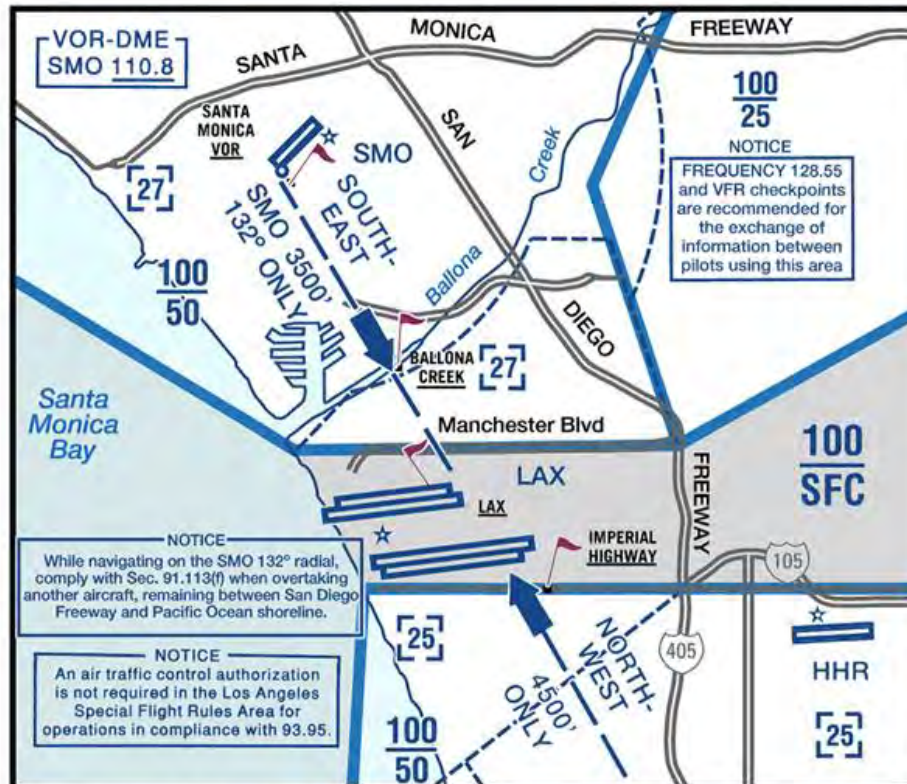 VOR-DME
SMO 110.8
SANTA
MONICA
FREEWAY
SANTA
MONICA
VOR
SMO
SAN
Creek
100
25
NOTICE
FREQUENCY 128.55
and VFR checkpoints
are recommended for
the exchange of
information between
pilots using this area
27
SOUTH-
EAST
SMO 3500'
132° ONLY
Ballona
100
50
DIEGO
BALLONA
CREEK
27
Santa
Monica
Bay
Manchester Blvd
LAX
FREEWAY
100
SFC
LAX
IMPERIAL
HIGHWAY
NOTICE
While navigating on the SMO 132° radial,
comply with Sec. 91.113(f) when overtaking
another aircraft, remaining between San Diego
Freeway and Pacific Ocean shoreline.
105
25
NORTH-
WEST
4500'
ONLY
405
HHR
NOTICE
An air traffic control authorization
is not required in the Los Angeles
Special Flight Rules Area for
operations in compliance with 93.95.
100
50
25